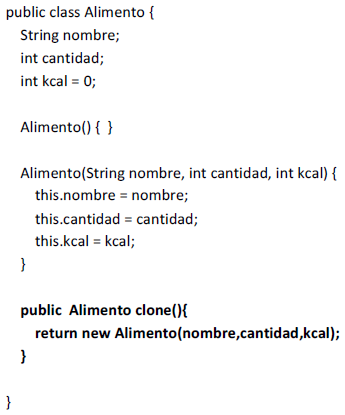 public class Alimento {
String nombre;
int cantidad;
int kcal = 0;
Alimento() { }
Alimento(String nombre, int cantidad, int kcal) {
this.nombre = nombre;
this.cantidad = cantidad;
this.kcal = kcal;
}
public Alimento clone(){
return new Alimento(nombre,cantidad,kcal);
}
}